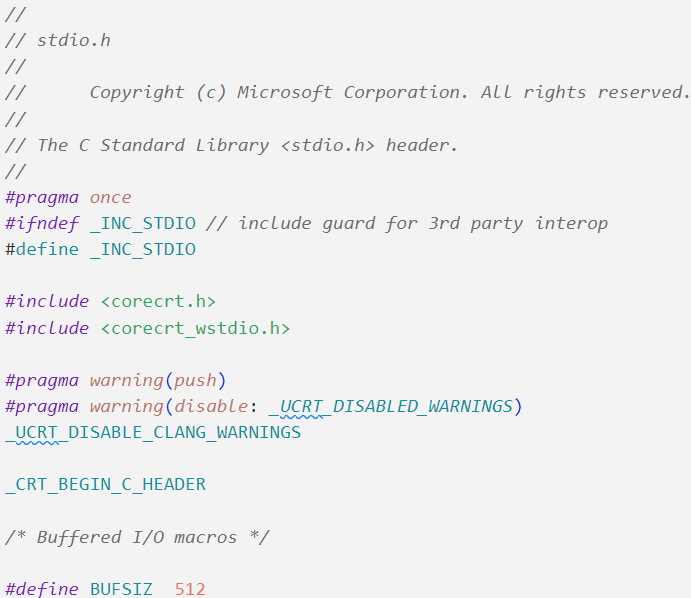 //
// stdio.h
//
//      Copyright (c) Microsoft Corporation. All rights reserved.
//
// The C Standard Library <stdio.h> header.
//
#pragma once
#ifndef _INC_STDIO // include guard for 3rd party interop
#define _INC_STDIO

#include <corecrt.h>
#include <corecrt_wstdio.h>

#pragma warning(push)
#pragma warning(disable: _UCRT_DISABLED_WARNINGS)
_UCRT_DISABLE_CLANG_WARNINGS

_CRT_BEGIN_C_HEADER

/* Buffered I/O macros */

#define BUFSIZ  512